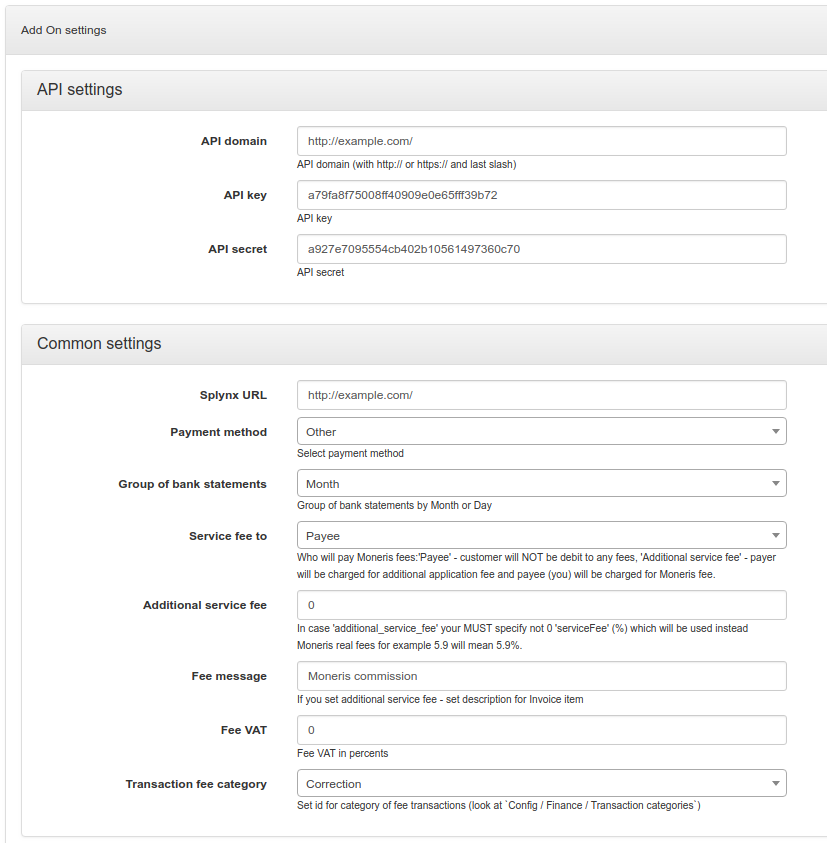 Add On settings
API settings
API domain
http://example.com/
API domain (with http:// or https:// and last slash)
API key
a79fa8f75008ff40909e0e65fff39b72
API key
API secret
a927e7095554cb402b10561497360c70
API secret
Common settings
Splynx URL
http://example.com/
Payment method
Other
Select payment method
Group of bank statements
Month
Group of bank statements by Month or Day
Service fee to
Payee
Who will pay Moneris fees:'Payee' - customer will NOT be debit to any fees, 'Additional service fee' - payer
will be charged for additional application fee and payee (you) will be charged for Moneris fee.
Additional service fee
0
In case 'additional_service_fee' your MUST specify not 0 'serviceFee' (%) which will be used instead
Moneris real fees for example 5.9 will mean 5.9%.
Fee message
Moneris commission
If you set additional service fee - set description for Invoice item
Fee VAT
0
Fee VAT in percents
Transaction fee category
Correction
Set id for category of fee transactions (look at `Config / Finance / Transaction categories`)